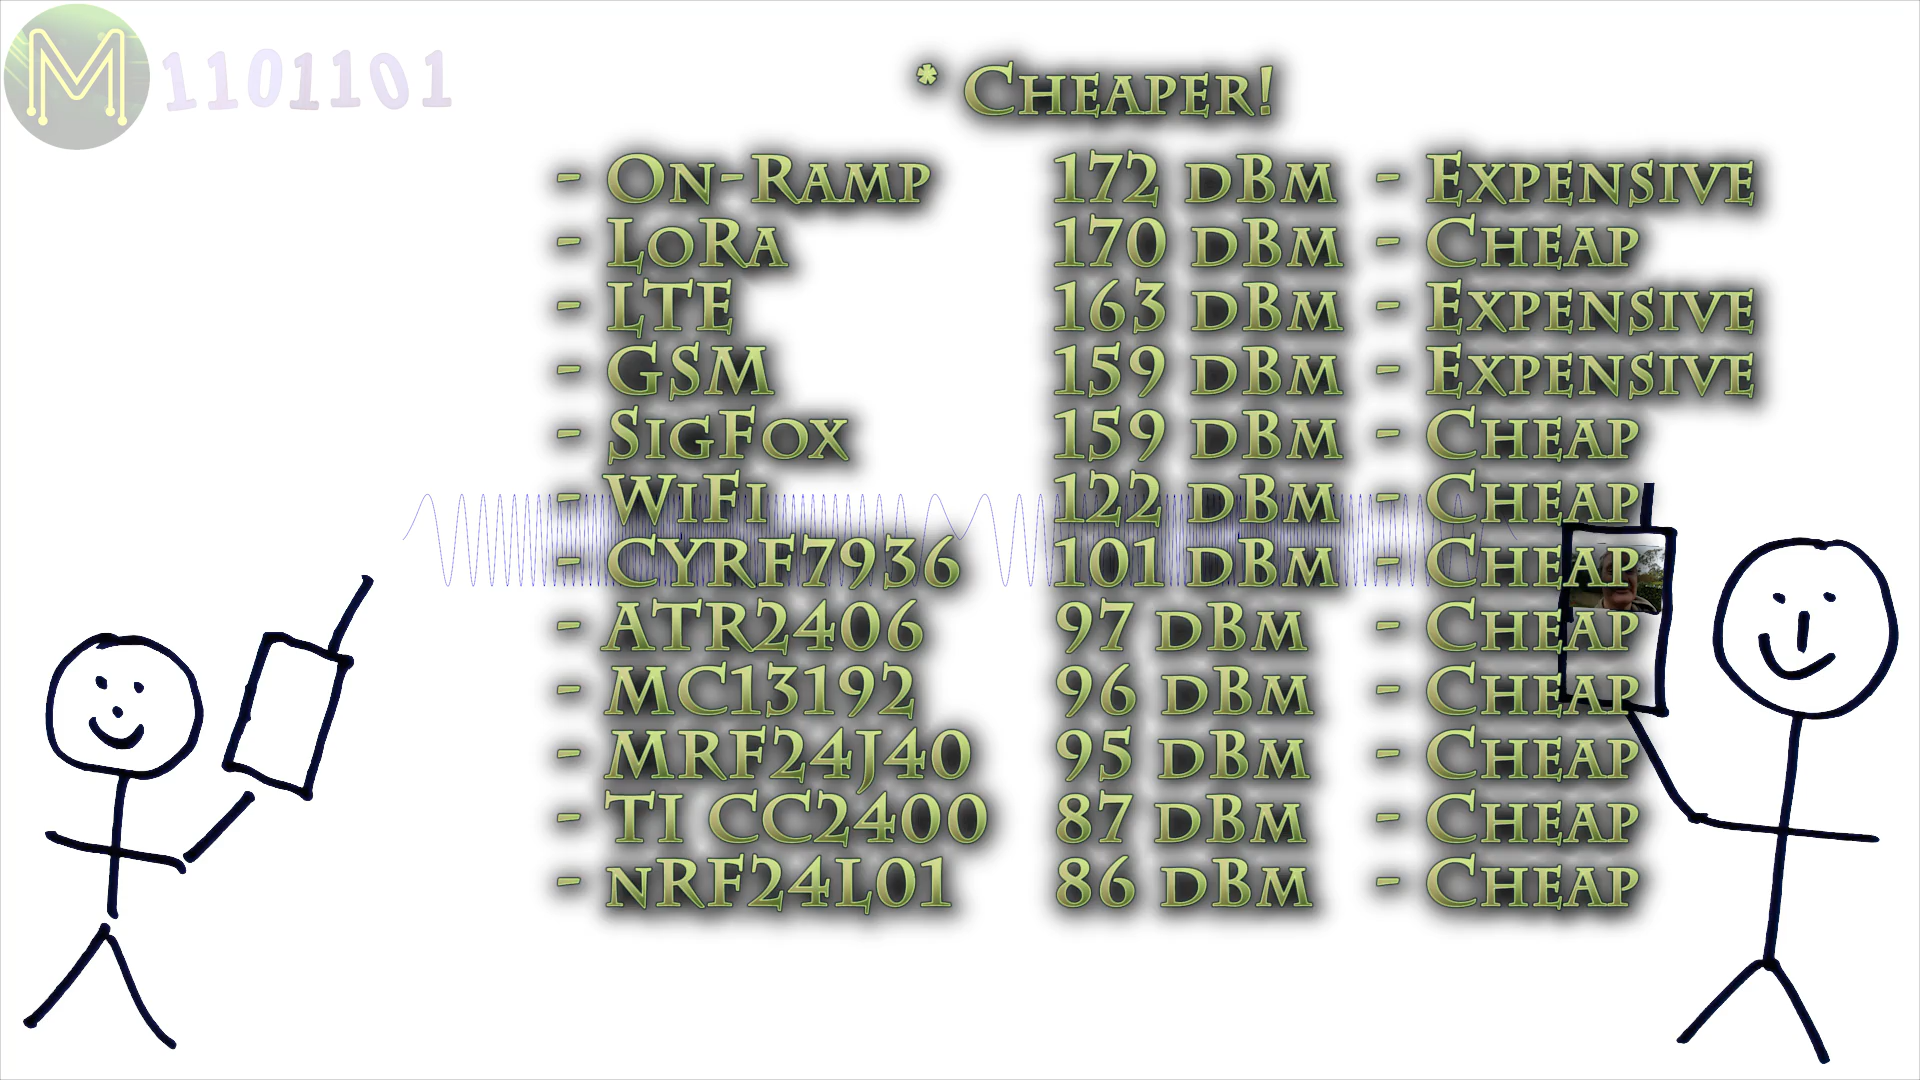 M 1101101
* Cheaper!
- On-Ramp 172 dBm - Expensive
- LoRa 170 dBm - Cheap
- LTE 163 dBm - Expensive
- GSM 159 dBm - Expensive
- SigFox 159 dBm - Cheap
- WiFi 122 dBm - Cheap
- CYRF7936 101 dBm - Cheap
- ATR2406 97 dBm - Cheap
- MC13192 96 dBm - Cheap
- MRF24J40 95 dBm - Cheap
- TI CC2400 87 dBm - Cheap
- nRF24L01 86 dBm - Cheap